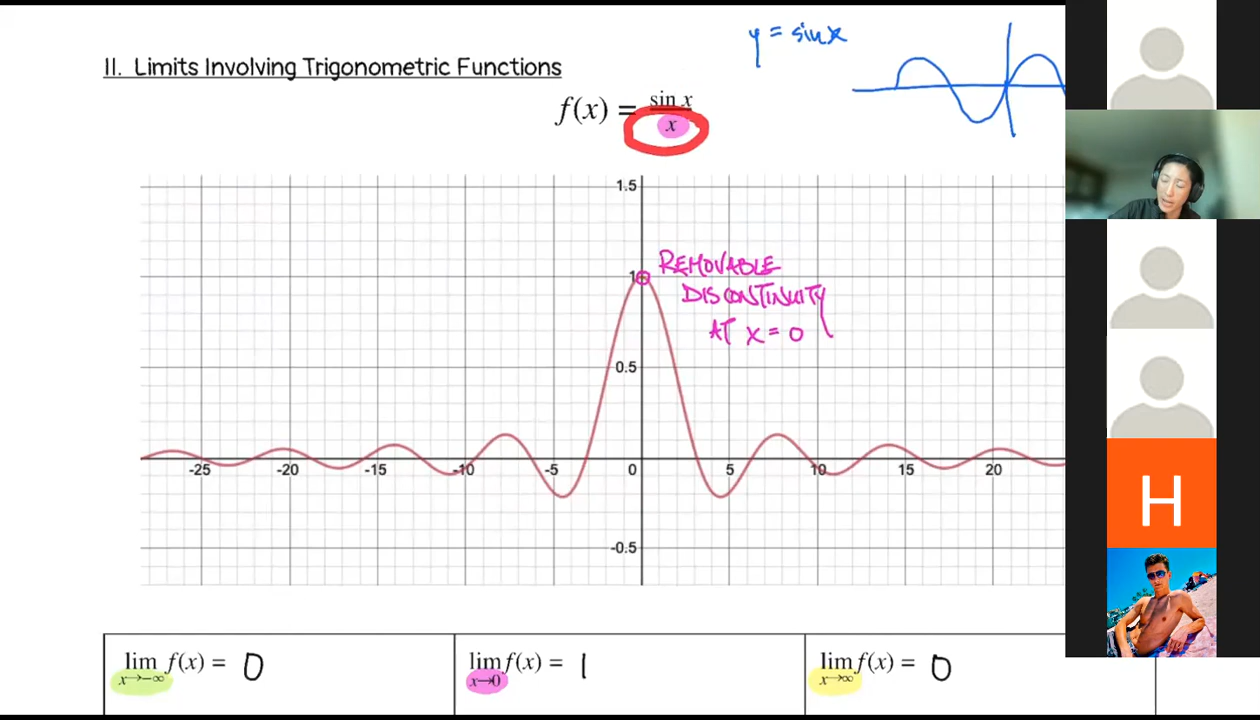 y = sin x
II. Limits Involving Trigonometric Functions
f(x) = sin x / x
1.5
1
REMOVABLE
DISCONTINUITY
AT x = 0
0.5
-25 -20 -15 -10 -5 0 5 10 15 20
-0.5
H
lim x→-∞ f(x) = 0
lim x→0 f(x) = 1
lim x→∞ f(x) = 0